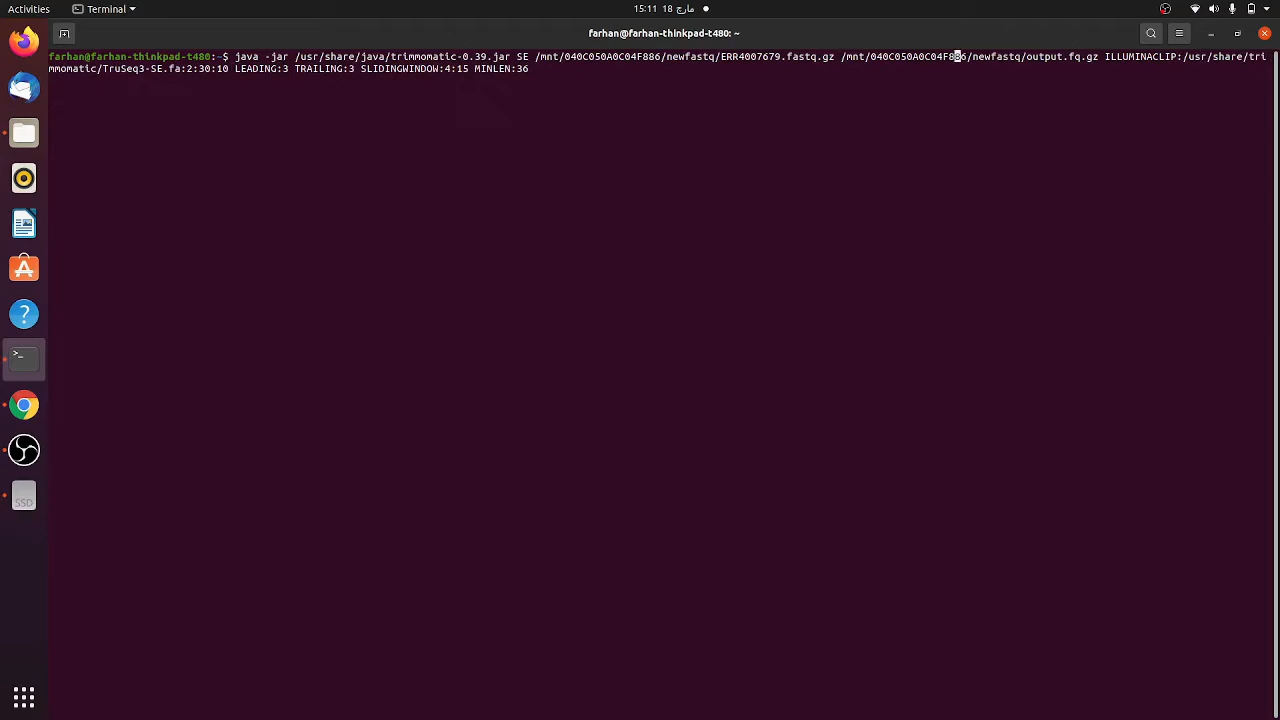 Activities Terminal 15:11 18 مارچ
farhan@farhan-thinkpad-t480: ~
farhan@farhan-thinkpad-t480:~$ java -jar /usr/share/java/trimmomatic-0.39.jar SE /mnt/040C050A0C04F886/newfastq/ERR4007679.fastq.gz /mnt/040C050A0C04F886/newfastq/output.fq.gz ILLUMINACLIP:/usr/share/tri
mmomatic/TruSeq3-SE.fa:2:30:10 LEADING:3 TRAILING:3 SLIDINGWINDOW:4:15 MINLEN:36
SSD